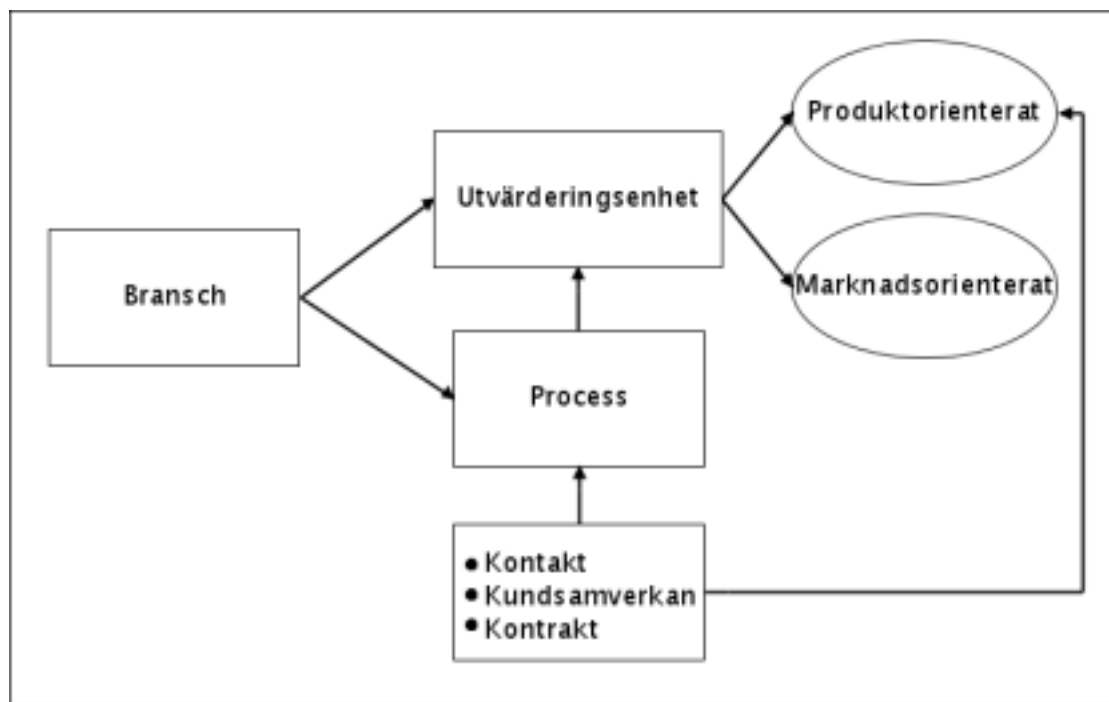 Produktorienterat
Utvärderingsenhet
Bransch
Marknadsorienterat
Process
• Kontakt
• Kundsamverkan
• Kontrakt